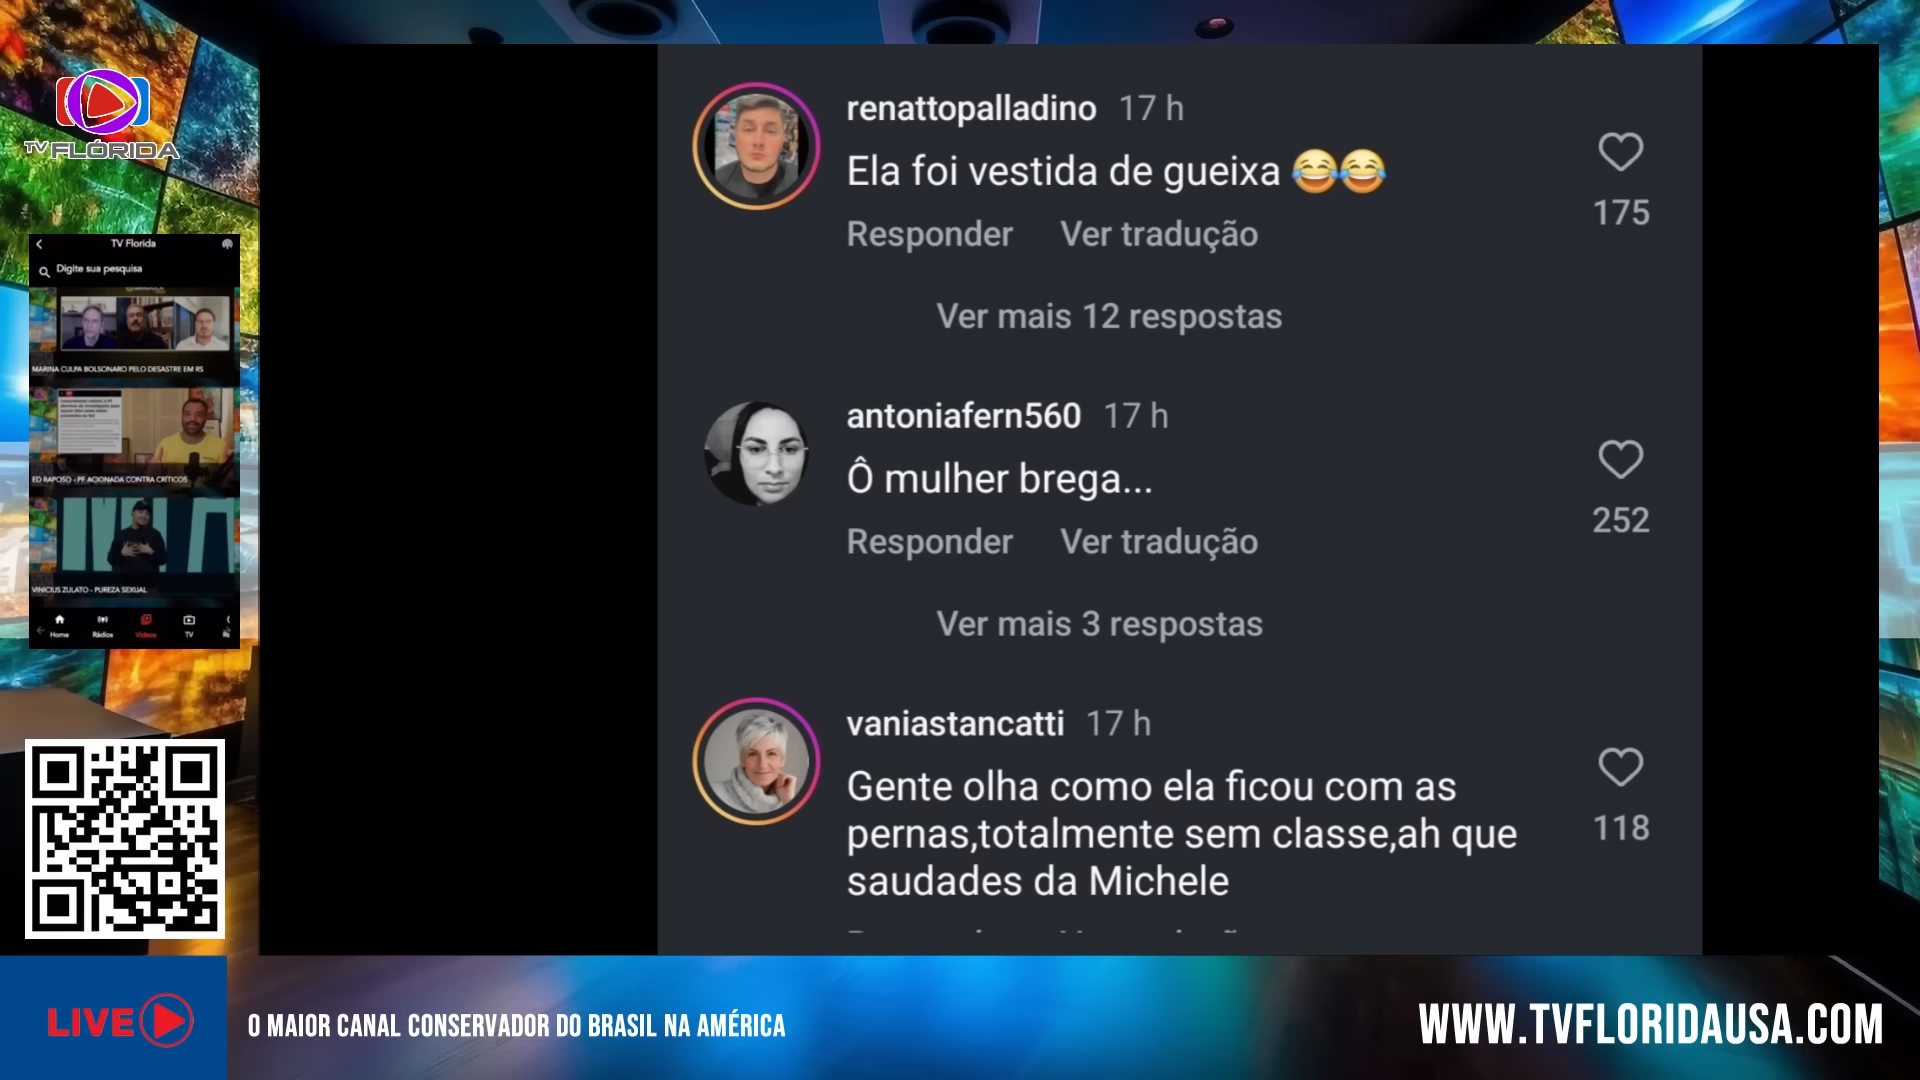 TV FLÓRIDA
TV Florida
Digite sua pesquisa
MARINA CULPA BOLSONARO PELO DESASTRE EM RS
ED RAPOSO - PF ACIONADA CONTRA CRÍTICOS
VINICIUS ZULATO - PUREZA SEXUAL
Home Rádios Vídeos TV
renattopalladino 17 h
Ela foi vestida de gueixa 😂😂
175
Responder Ver tradução
Ver mais 12 respostas
antoniafern560 17 h
Ô mulher brega...
252
Responder Ver tradução
Ver mais 3 respostas
vaniastancatti 17 h
Gente olha como ela ficou com as
pernas,totalmente sem classe,ah que
saudades da Michele
118
LIVE
O MAIOR CANAL CONSERVADOR DO BRASIL NA AMÉRICA
WWW.TVFLORIDAUSA.COM